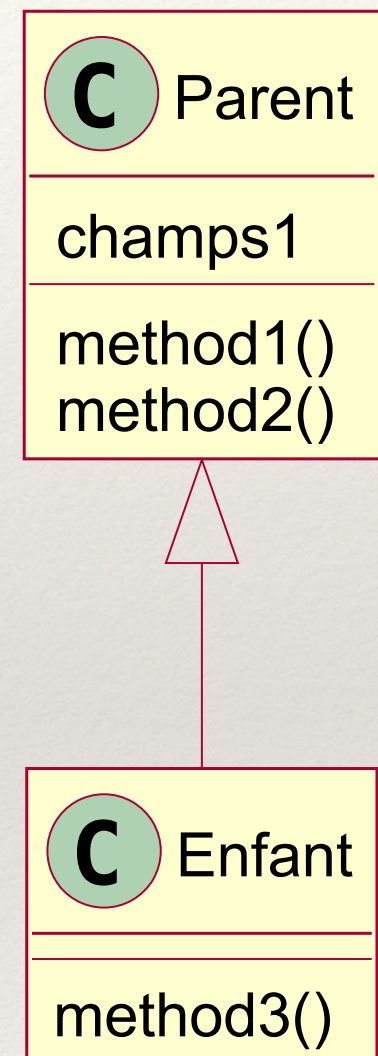 C Parent
champs1
method1()
method2()
C Enfant
method3()